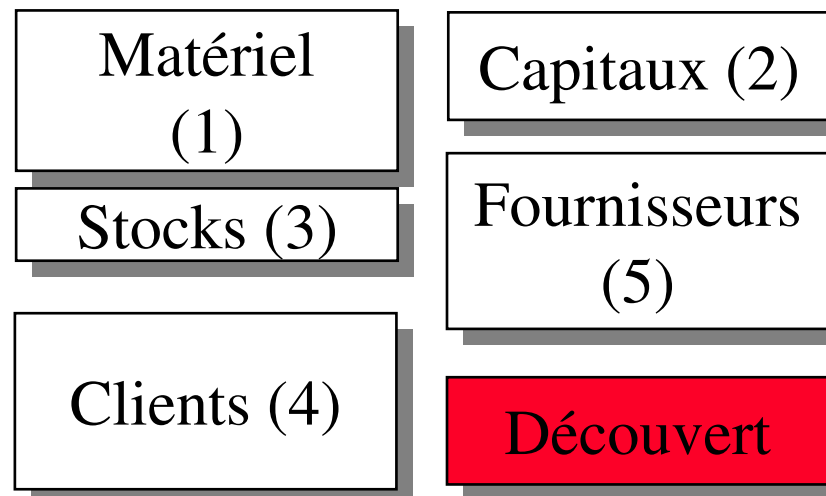 Matériel
(1)
Stocks (3)
Clients (4)
Capitaux (2)
Fournisseurs
(5)
Découvert